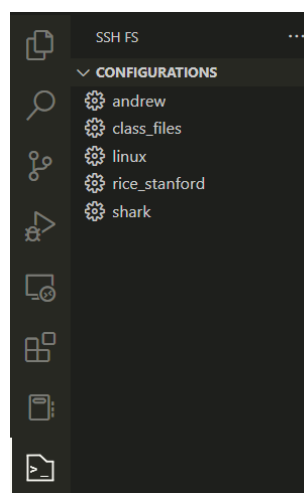 SSH FS
CONFIGURATIONS
andrew
class_files
linux
rice_stanford
shark